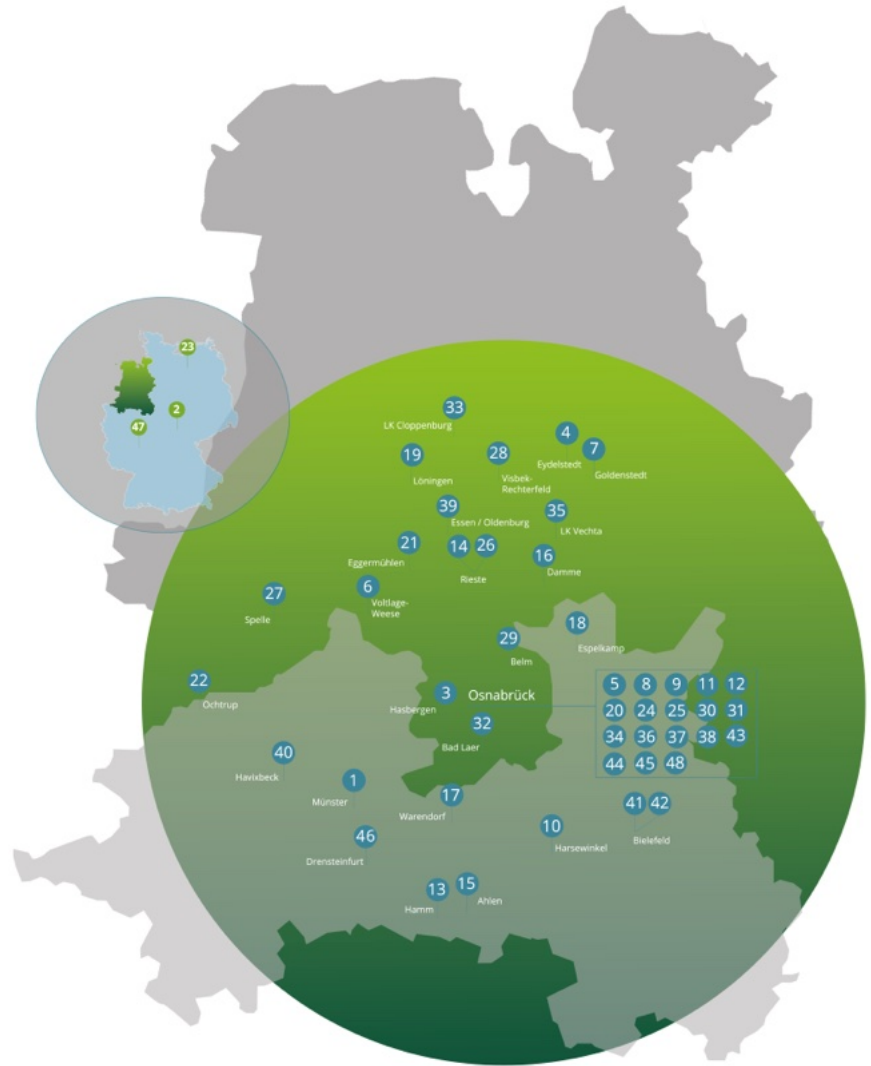 23
2
47
33
LK Cloppenburg
4
Eydelstedt
7
Goldenstedt
19
Löningen
28
Visbek-
Rechterfeld
39
Essen / Oldenburg
35
LK Vechta
21
Eggermühlen
14 26
Rieste
16
Damme
27
Spelle
6
Voltlage-
Weese
29
Belm
18
Espelkamp
22
Ochtrup
3
Hasbergen
Osnabrück
5 8 9 11 12
20 24 25 30 31
34 36 37 38 43
44 45 48
32
Bad Laer
40
Havixbeck
1
Münster
17
Warendorf
41 42
Bielefeld
10
Harsewinkel
46
Drensteinfurt
13
Hamm
15
Ahlen